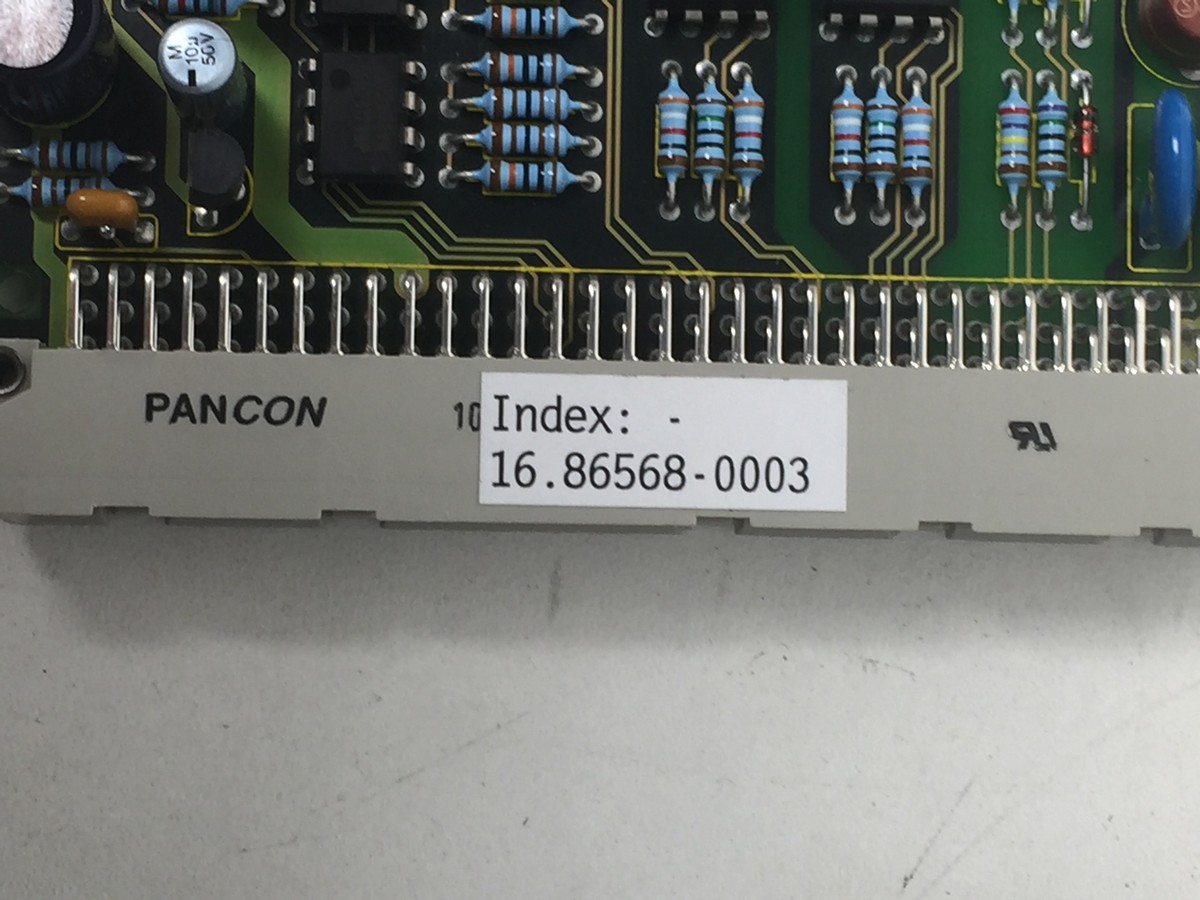 M
10µ
50V
PANCON
10
Index: -
16.86568-0003